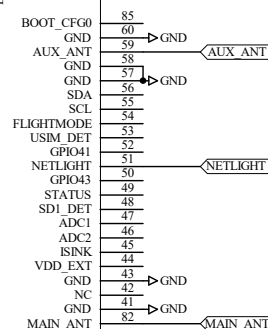 BOOT_CFG0 85
GND 60 GND
AUX_ANT 59 AUX_ANT
GND 58
GND 57 GND
SDA 56
SCL 55
FLIGHTMODE 54
USIM_DET 53
GPIO41 52
NETLIGHT 51 NETLIGHT
GPIO43 50
STATUS 49
SD1_DET 48
ADC1 47
ADC2 46
ISINK 45
VDD_EXT 44
GND 43 GND
NC 42
GND 41 GND
MAIN_ANT 82 MAIN_ANT